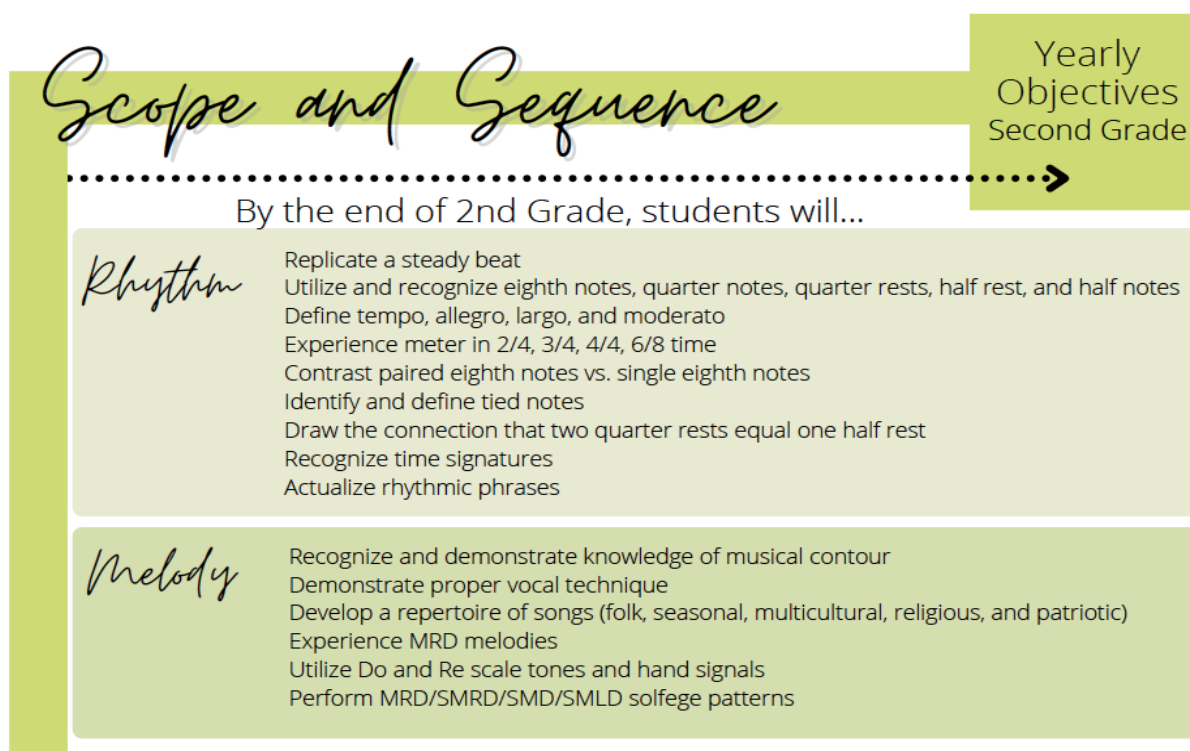 Scope and Sequence
Yearly
Objectives
Second Grade
By the end of 2nd Grade, students will...
Rhythm
Replicate a steady beat
Utilize and recognize eighth notes, quarter notes, quarter rests, half rest, and half notes
Define tempo, allegro, largo, and moderato
Experience meter in 2/4, 3/4, 4/4, 6/8 time
Contrast paired eighth notes vs. single eighth notes
Identify and define tied notes
Draw the connection that two quarter rests equal one half rest
Recognize time signatures
Actualize rhythmic phrases
Melody
Recognize and demonstrate knowledge of musical contour
Demonstrate proper vocal technique
Develop a repertoire of songs (folk, seasonal, multicultural, religious, and patriotic)
Experience MRD melodies
Utilize Do and Re scale tones and hand signals
Perform MRD/SMRD/SMD/SMLD solfege patterns